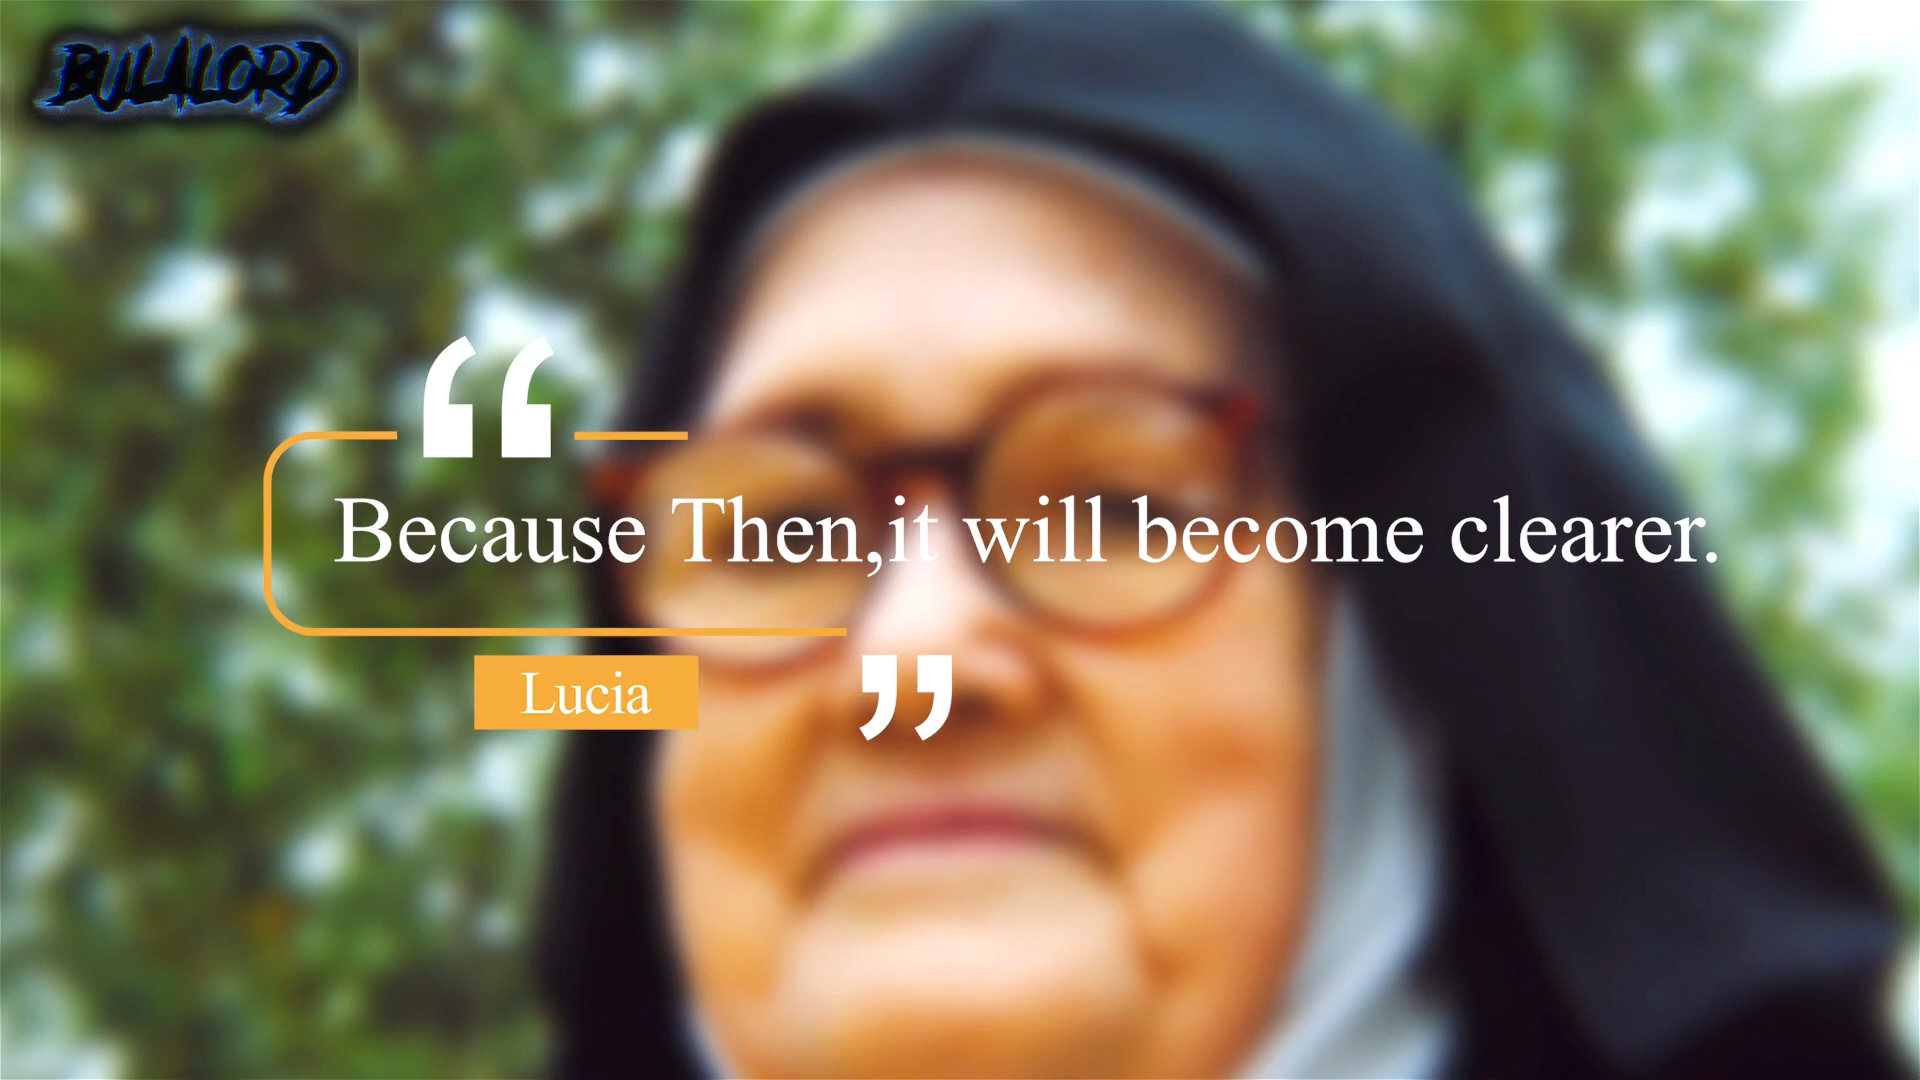 BULALORD
“
Because Then,it will become clearer.
”
Lucia